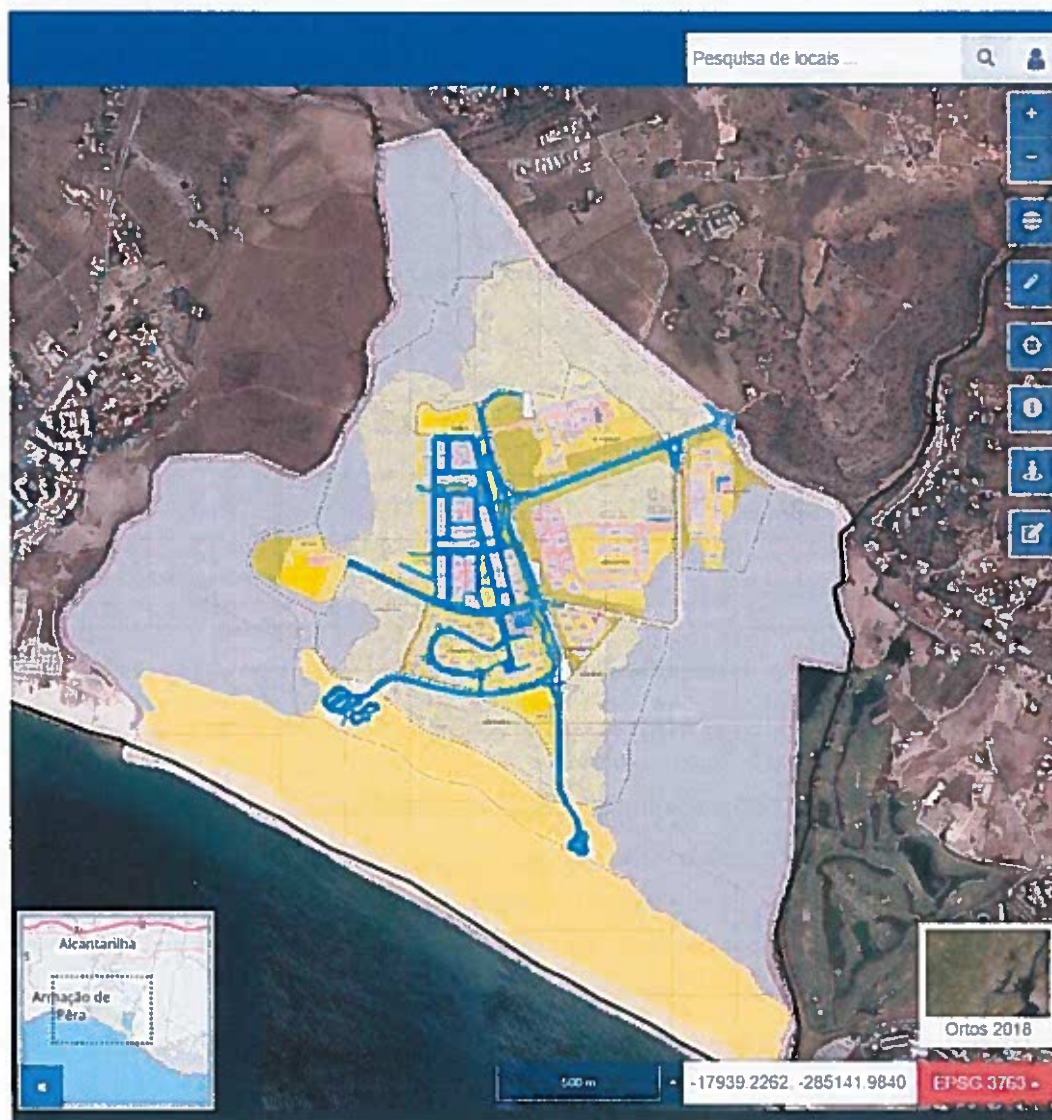 Pesquisa de locais ...
+
-
Alcantarilha
Armação de
Pêra
Ortos 2018
500 m
-17939.2262, -285141.9840
EPSG:3763